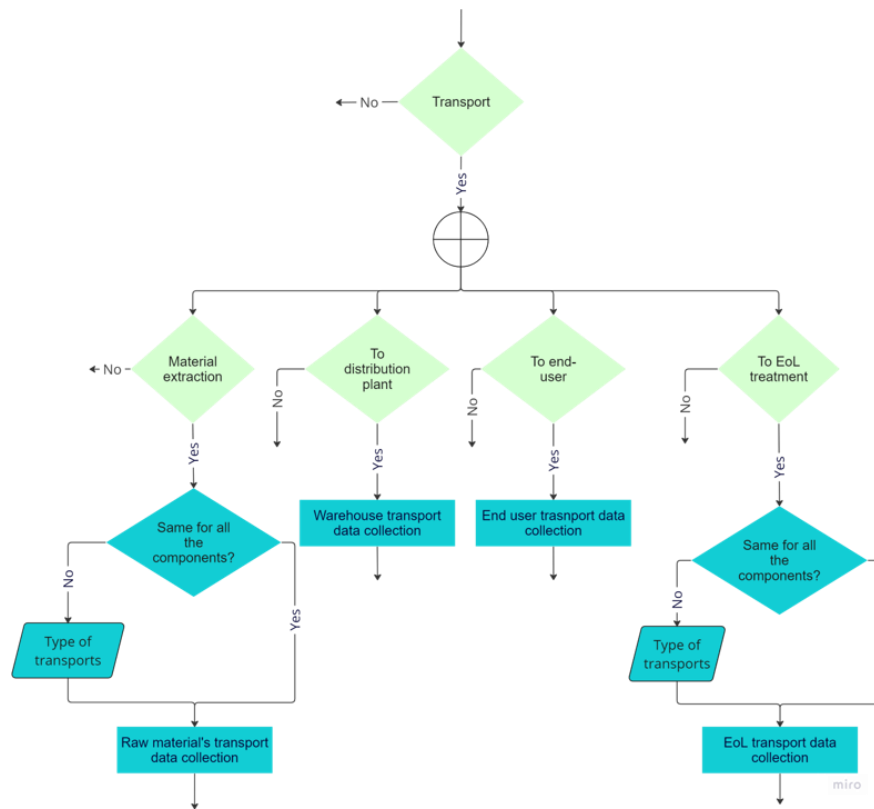 Transport
No
Yes
Material
extraction
To
distribution
plant
To end-
user
To EoL
treatment
No
No
No
No
Yes
Yes
Yes
Yes
Warehouse transport
data collection
End user trasnport data
collection
Same for all
the
components?
Same for all
the
components?
No
Yes
No
Type of
transports
Type of
transports
Raw material's transport
data collection
EoL transport data
collection
miro